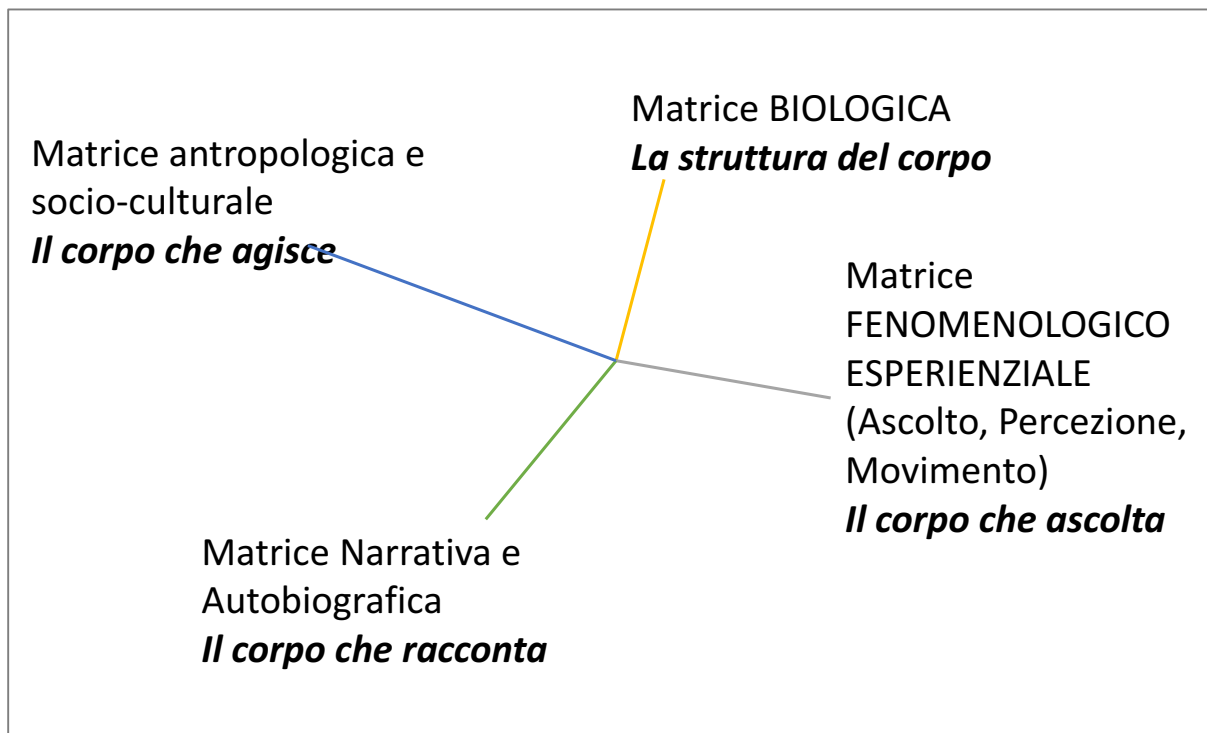 Matrice antropologica e
socio-culturale
Il corpo che agisce
Matrice BIOLOGICA
La struttura del corpo
Matrice
FENOMENOLOGICO
ESPERIENZIALE
(Ascolto, Percezione,
Movimento)
Il corpo che ascolta
Matrice Narrativa e
Autobiografica
Il corpo che racconta